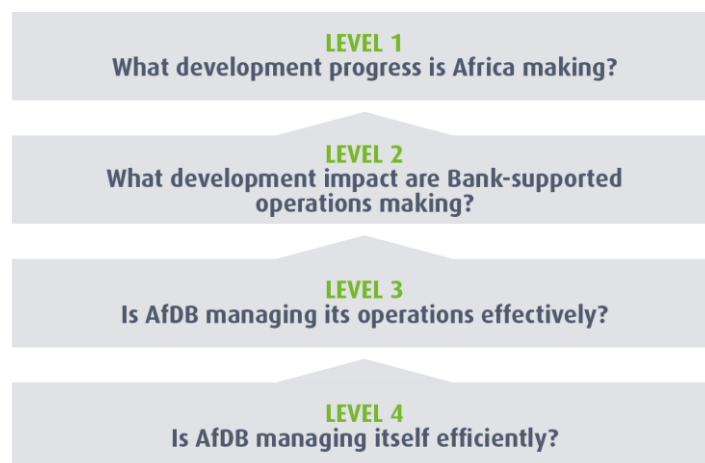 LEVEL 1
What development progress is Africa making?
LEVEL 2
What development impact are Bank-supported
operations making?
LEVEL 3
Is AfDB managing its operations effectively?
LEVEL 4
Is AfDB managing itself efficiently?